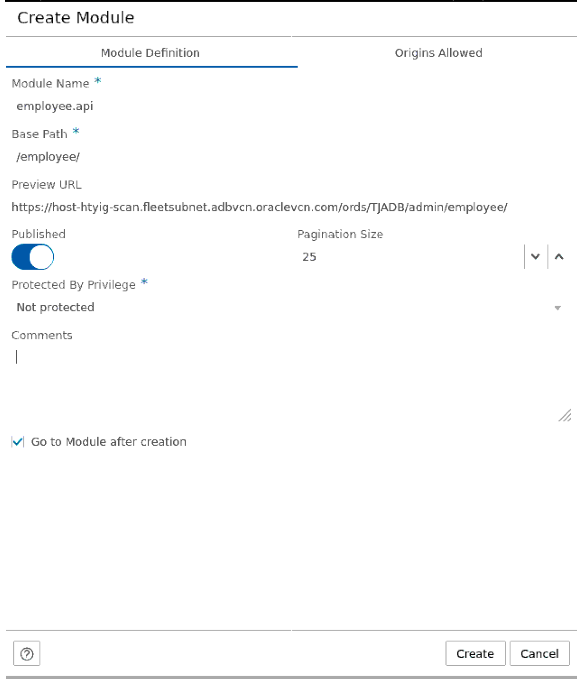 Create Module
Module Definition
Origins Allowed
Module Name *
employee.api
Base Path *
/employee/
Preview URL
https://host-htyig-scan.fleetsubnet.adbvcn.oraclevcn.com/ords/TJADB/admin/employee/
Published
Pagination Size
25
Protected By Privilege *
Not protected
Comments
Go to Module after creation
Create
Cancel